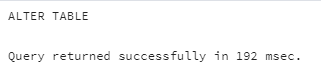 ALTER TABLE
Query returned successfully in 192 msec.